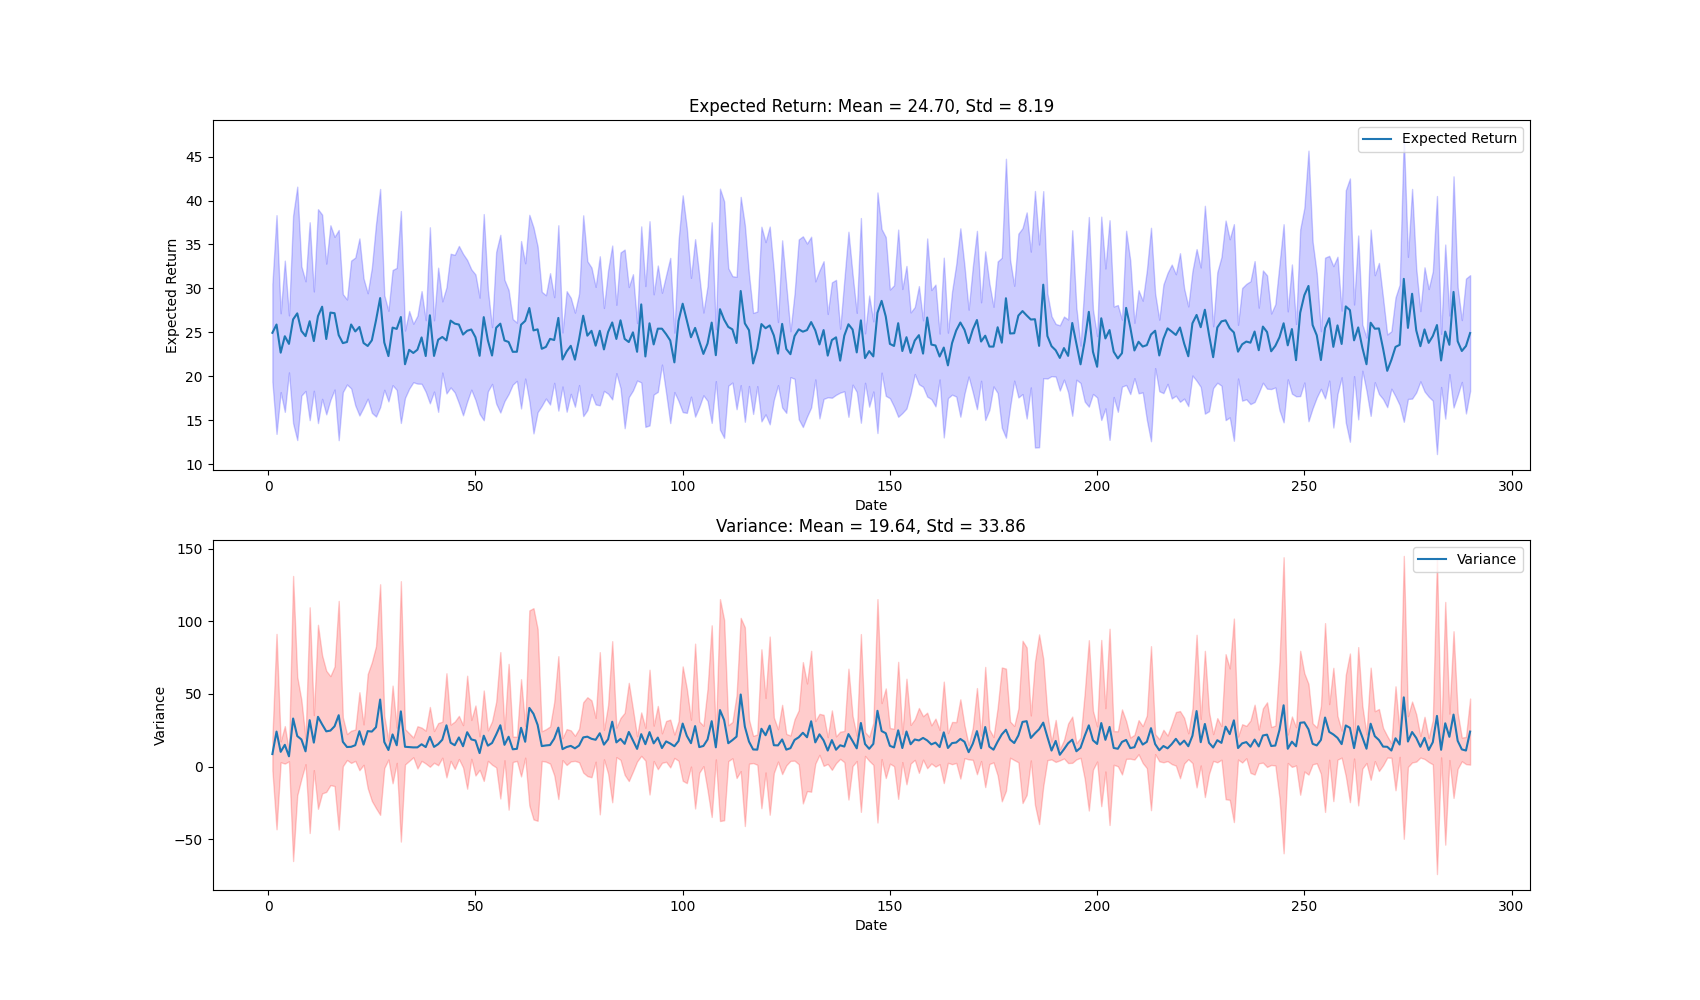 Expected Return: Mean = 24.70, Std = 8.19
Expected Return
45
40
35
30
25
20
15
10
Expected Return
0 50 100 150 200 250 300
Date
Variance: Mean = 19.64, Std = 33.86
Variance
150
100
50
0
−50
Variance
0 50 100 150 200 250 300
Date